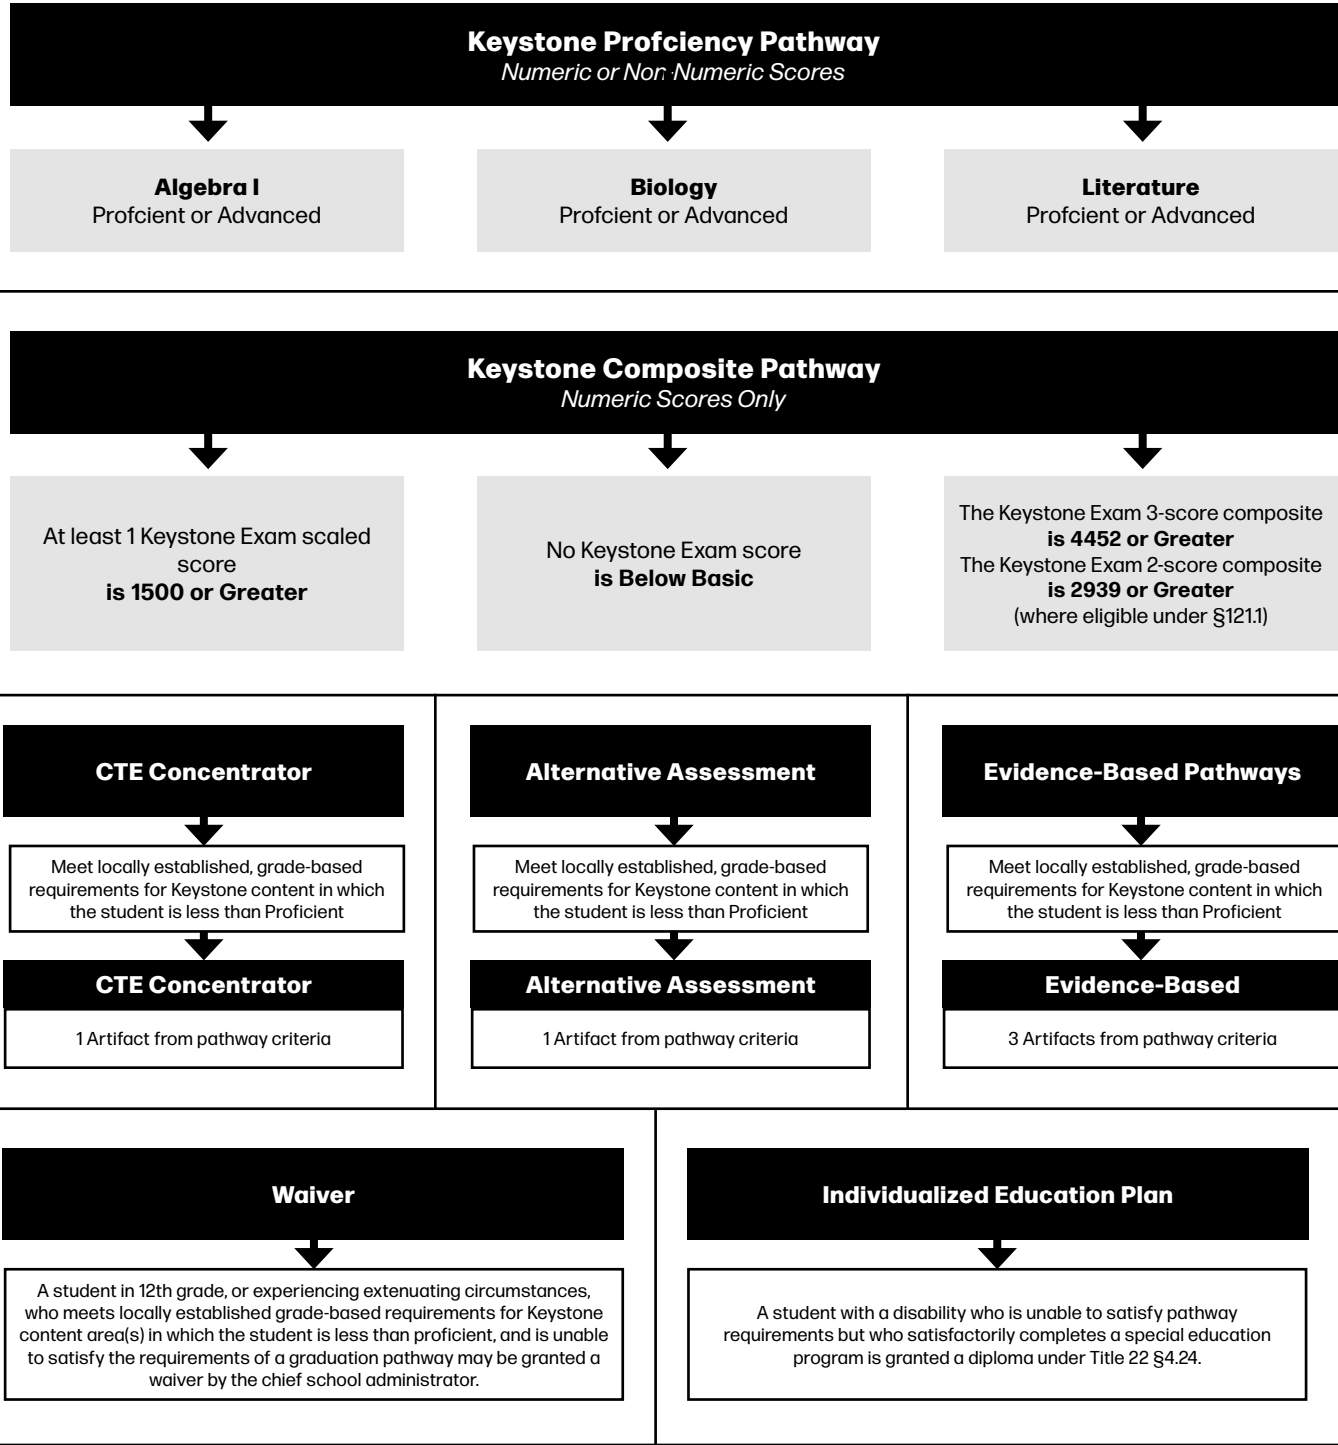 Keystone Profciency Pathway
Numeric or Non-Numeric Scores
Algebra I
Profcient or Advanced
Biology
Profcient or Advanced
Literature
Profcient or Advanced
Keystone Composite Pathway
Numeric Scores Only
At least 1 Keystone Exam scaled
score
is 1500 or Greater
No Keystone Exam score
is Below Basic
The Keystone Exam 3-score composite
is 4452 or Greater
The Keystone Exam 2-score composite
is 2939 or Greater
(where eligible under §121.1)
CTE Concentrator
Meet locally established, grade-based
requirements for Keystone content in which
the student is less than Proficient
CTE Concentrator
1 Artifact from pathway criteria
Alternative Assessment
Meet locally established, grade-based
requirements for Keystone content in which
the student is less than Proficient
Alternative Assessment
1 Artifact from pathway criteria
Evidence-Based Pathways
Meet locally established, grade-based
requirements for Keystone content in which
the student is less than Proficient
Evidence-Based
3 Artifacts from pathway criteria
Waiver
A student in 12th grade, or experiencing extenuating circumstances,
who meets locally established grade-based requirements for Keystone
content area(s) in which the student is less than proficient, and is unable
to satisfy the requirements of a graduation pathway may be granted a
waiver by the chief school administrator.
Individualized Education Plan
A student with a disability who is unable to satisfy pathway
requirements but who satisfactorily completes a special education
program is granted a diploma under Title 22 §4.24.